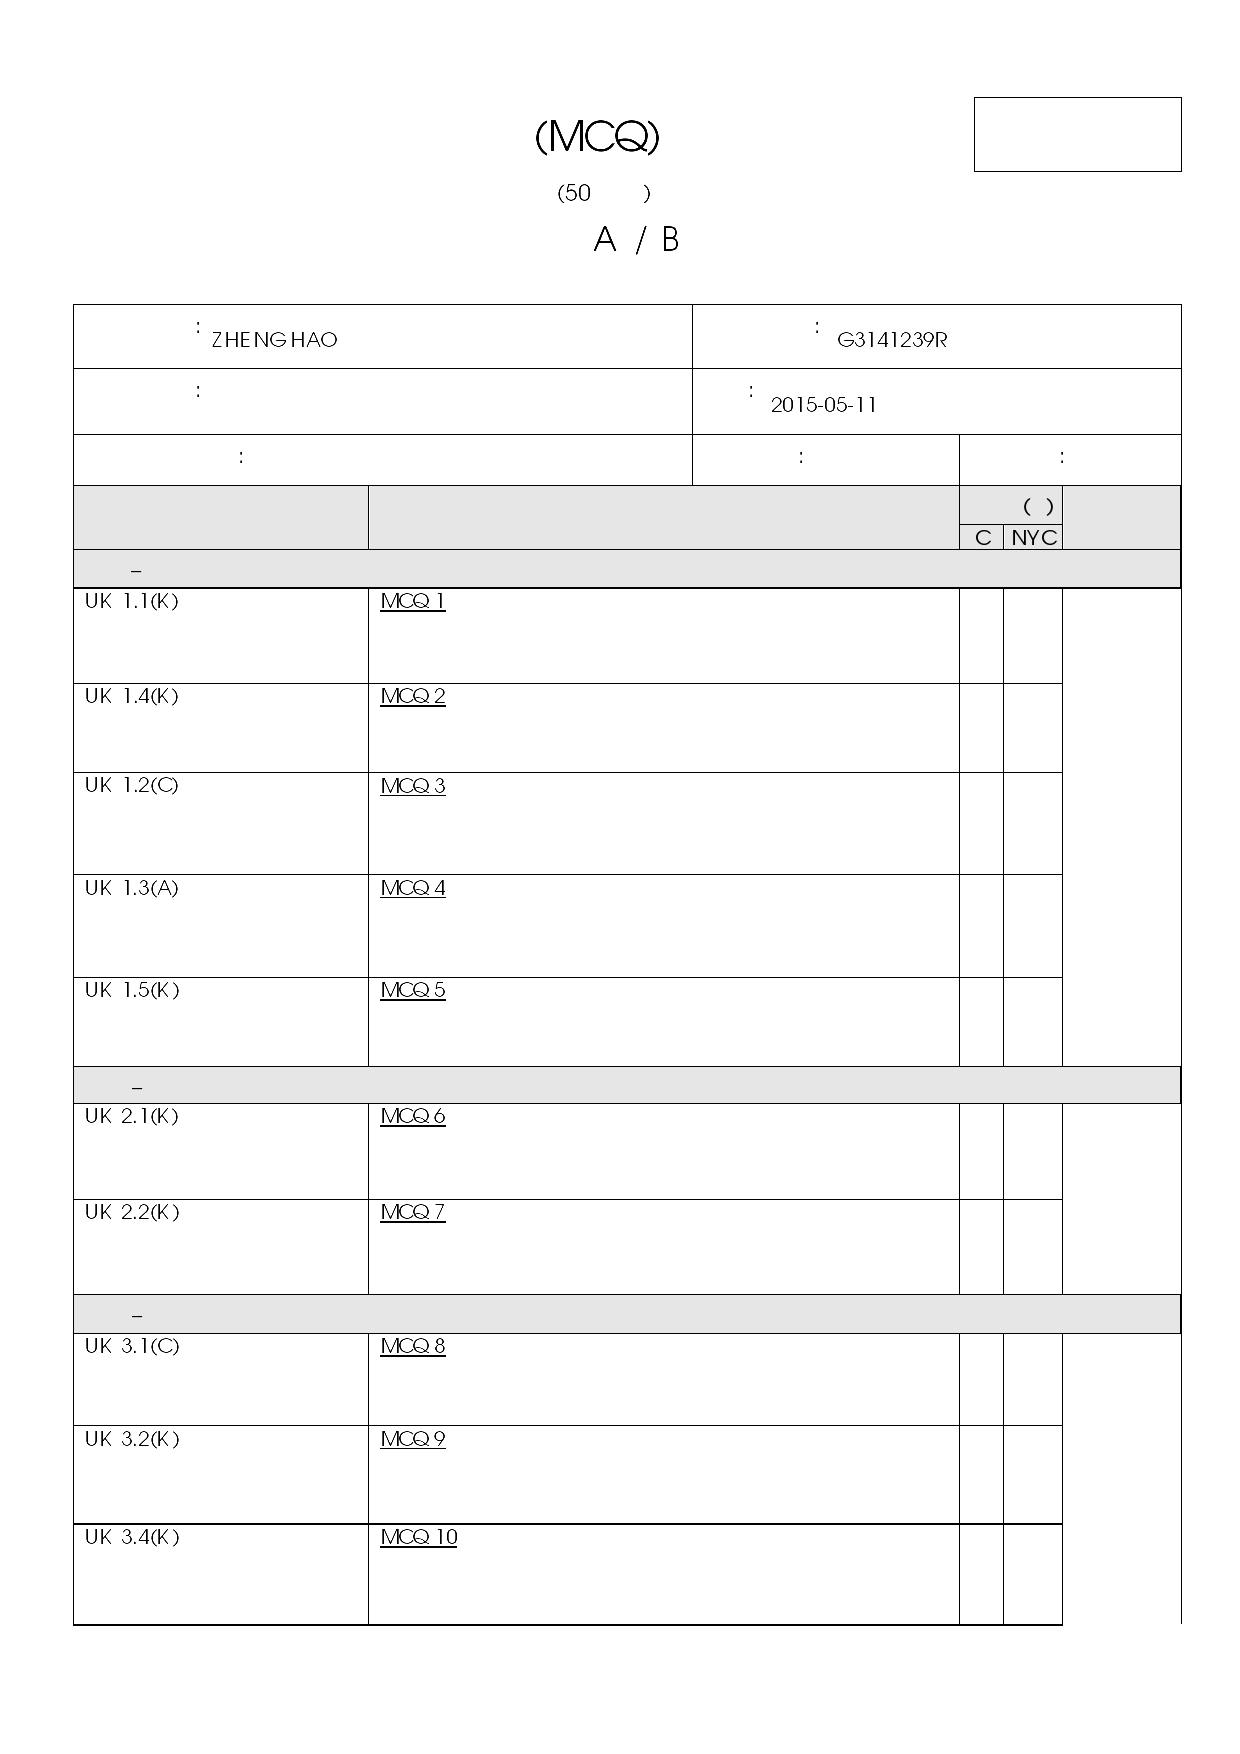 (MCQ)
(50 )
A / B
: ZHENG HAO : G3141239R
: : 2015-05-11
: : :
( )
C NYC
–
UK 1.1(K) MCQ 1
UK 1.4(K) MCQ 2
UK 1.2(C) MCQ 3
UK 1.3(A) MCQ 4
UK 1.5(K) MCQ 5
–
UK 2.1(K) MCQ 6
UK 2.2(K) MCQ 7
–
UK 3.1(C) MCQ 8
UK 3.2(K) MCQ 9
UK 3.4(K) MCQ 10